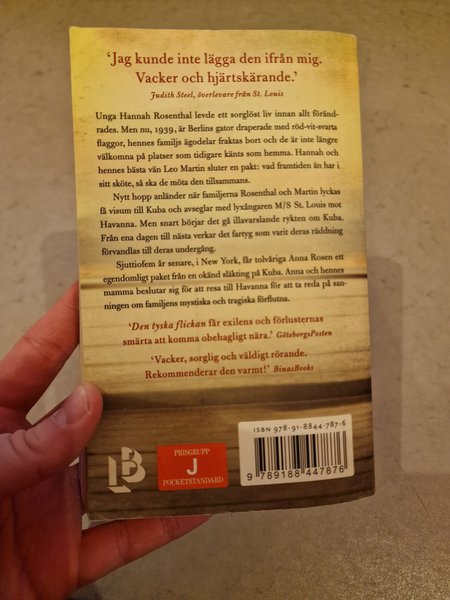 ‘Jag kunde inte lägga den ifrån mig.
Vacker och hjärtskärande.’
Judith Steel, överlevare från St. Louis
Unga Hannah Rosenthal levde ett sorglöst liv innan allt föränd-
rades. Men nu, 1939, är Berlins gator draperade med röd-vit-svarta
flaggor, hennes familjs ägodelar fraktas bort och de är inte längre
välkomna på platser som tidigare känts som hemma. Hannah och
hennes bästa vän Leo Martin sluter en pakt: vad framtiden än har i
sitt sköte, så ska de möta den tillsammans.
Nytt hopp anländer när familjerna Rosenthal och Martin lyckas
få visum till Kuba och avseglar med lyxångaren M/S St. Louis mot
Havanna. Men snart börjar det gå illavarslande rykten om Kuba.
Från ena dagen till nästa verkar det fartyg som varit deras räddning
förvandlas till deras undergång.
Sjuttiofem år senare, i New York, får tolvåriga Anna Rosen ett
egendomligt paket från en okänd släkting på Kuba. Anna och hennes
mamma beslutar sig för att resa till Havanna för att ta reda på san-
ningen om familjens mystiska och tragiska förflutna.
‘Den tyska flickan får exilens och förlusternas
smärta att komma obehagligt nära.’ GöteborgsPosten
‘Vacker, sorglig och väldigt rörande.
Rekommenderar den varmt!’ BinasBooks
ISBN 978-91-8844-787-6
9 789188 447876
LB
PRISGRUPP
J
POCKETSTANDARD